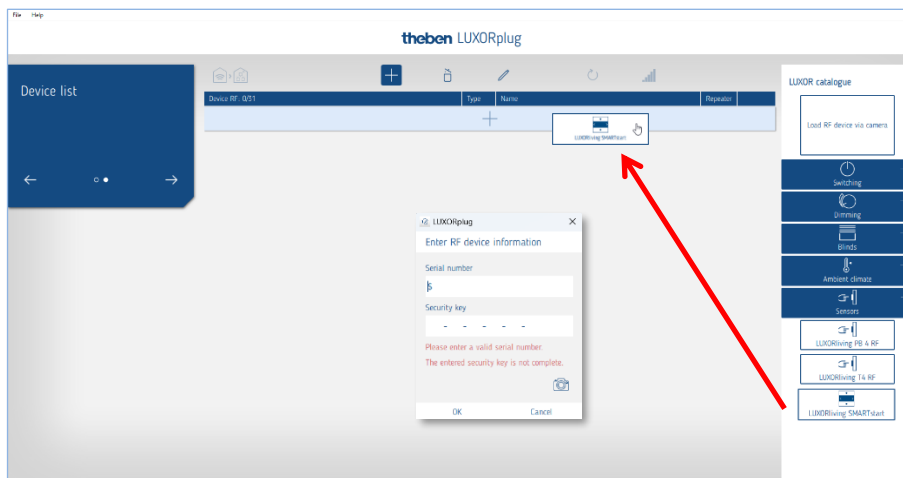 File Help
theben LUXORplug
Device list
Device RF: 0/31 Type Name Repeater
LUXORliving SMARTstart
LUXORplug
Enter RF device information
Serial number
S
Security key
- - - - -
Please enter a valid serial number.
The entered security key is not complete.
OK Cancel
LUXOR catalogue
Load RF device via camera
Switching
Dimming
Blinds
Ambient climate
Sensors
LUXORliving PB 4 RF
LUXORliving T4 RF
LUXORliving SMARTstart